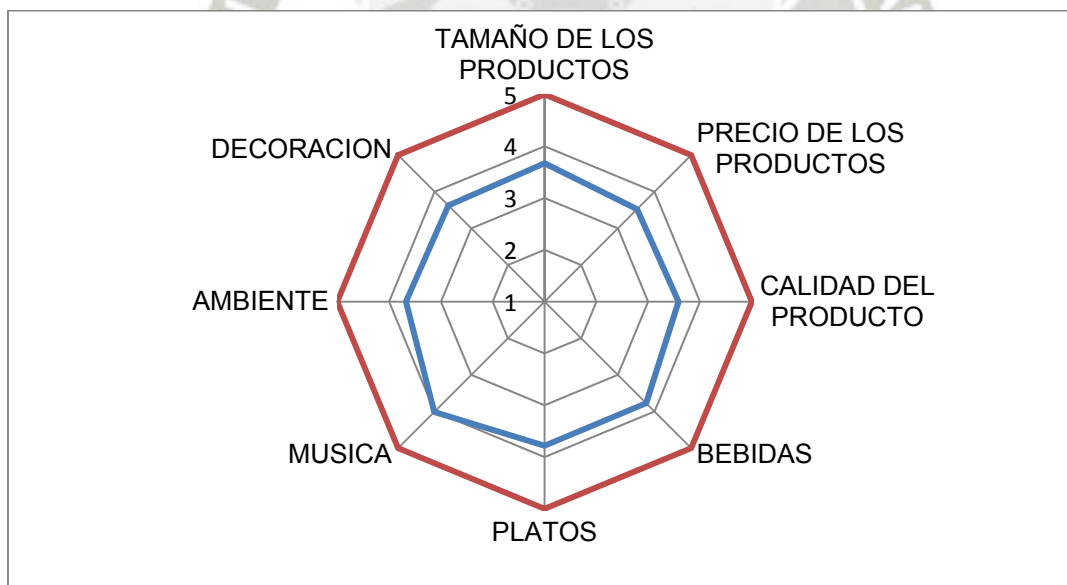 TAMAÑO DE LOS
PRODUCTOS
5
DECORACION
PRECIO DE LOS
PRODUCTOS
4
3
2
AMBIENTE
1
CALIDAD DEL
PRODUCTO
MUSICA
BEBIDAS
PLATOS